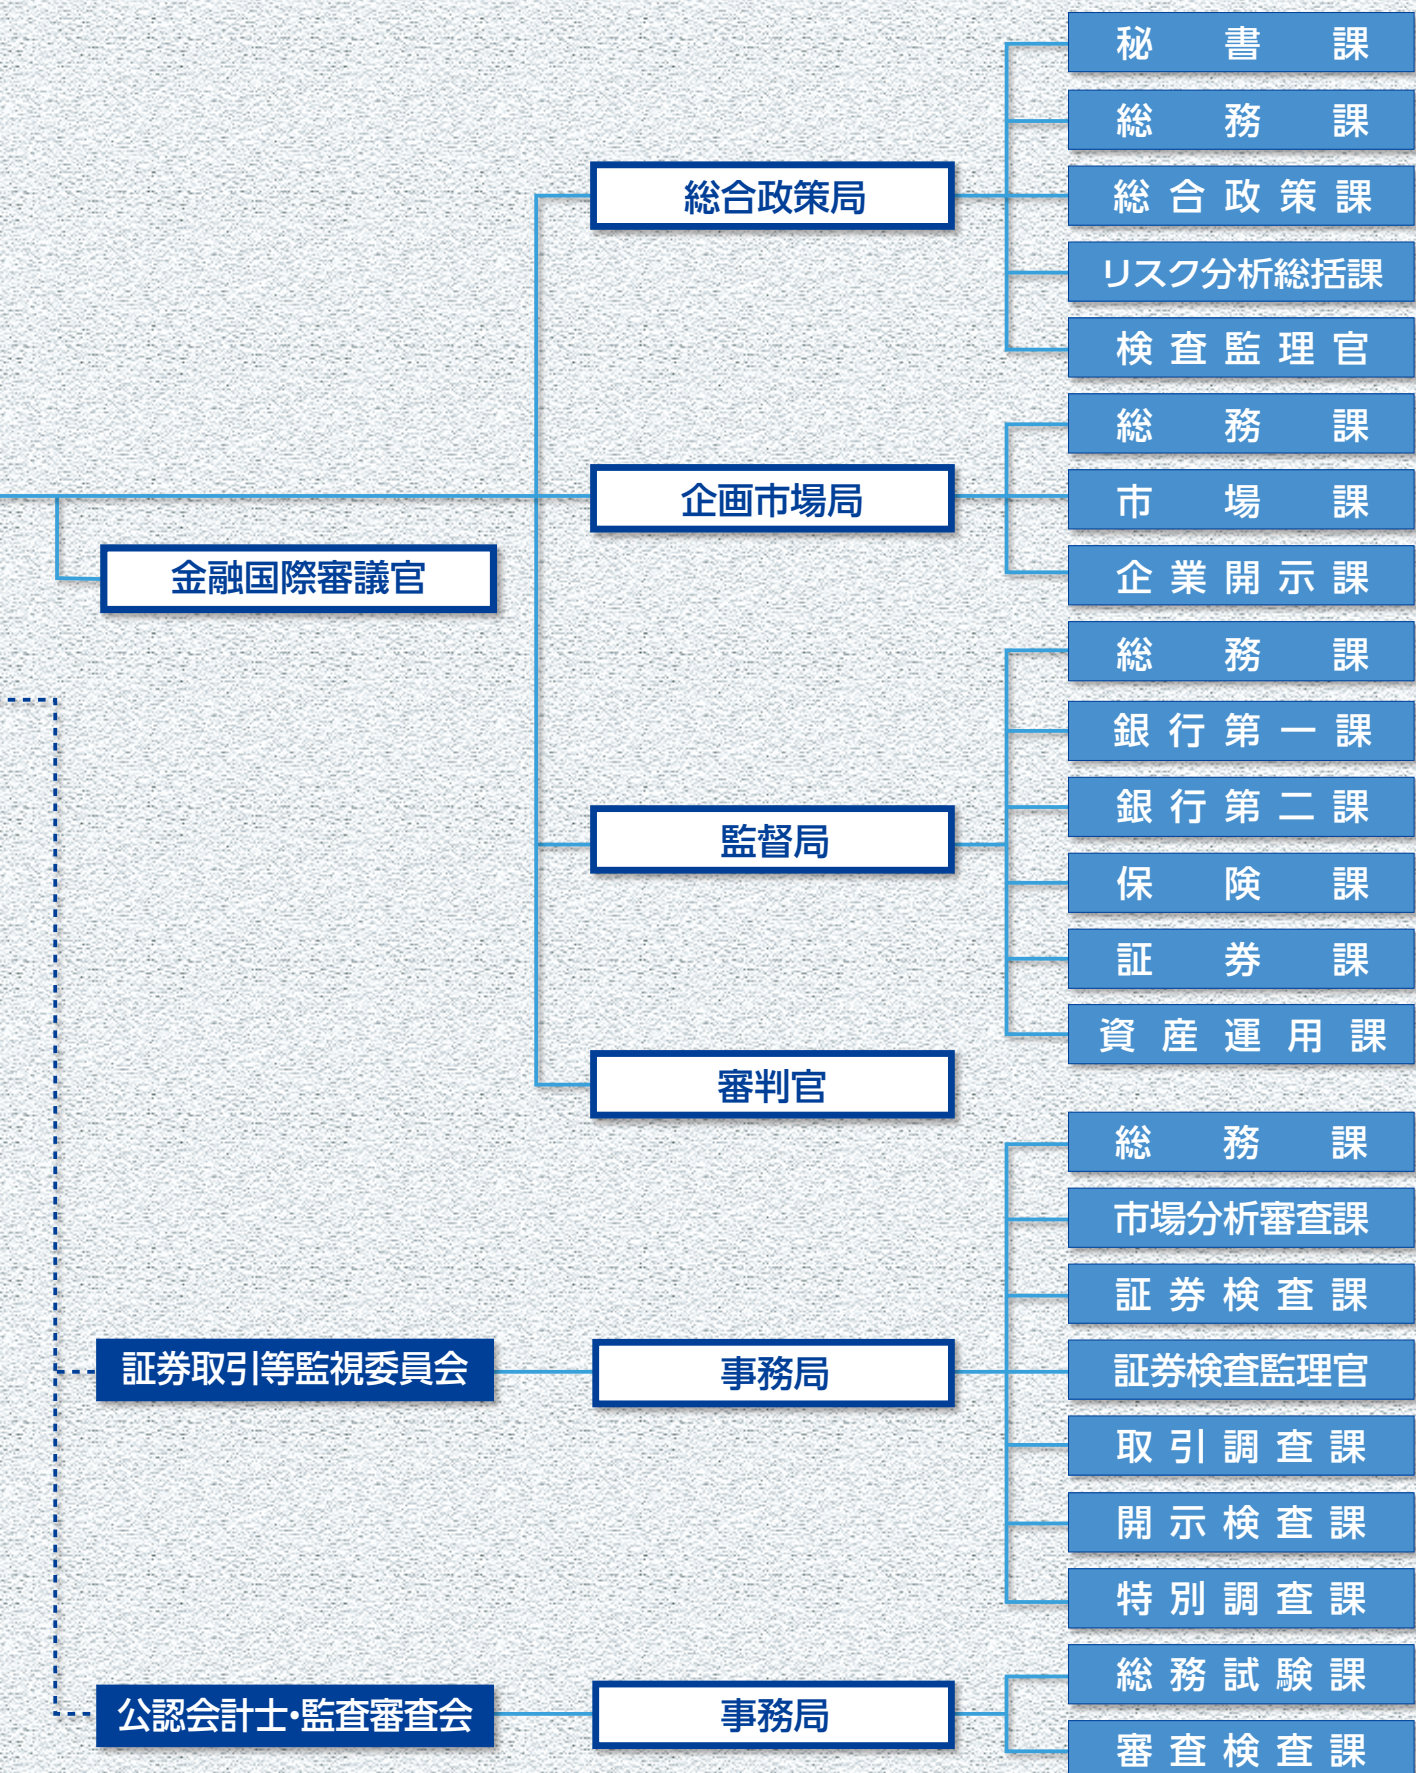 秘書課
総務課
総合政策局
総合政策課
リスク分析総括課
検査監理官
総務課
企画市場局
市場課
金融国際審議官
企業開示課
総務課
銀行第一課
銀行第二課
監督局
保険課
証券課
資産運用課
審判官
総務課
市場分析審査課
証券検査課
証券取引等監視委員会
事務局
証券検査監理官
取引調査課
開示検査課
特別調査課
総務試験課
公認会計士・監査審査会
事務局
審査検査課